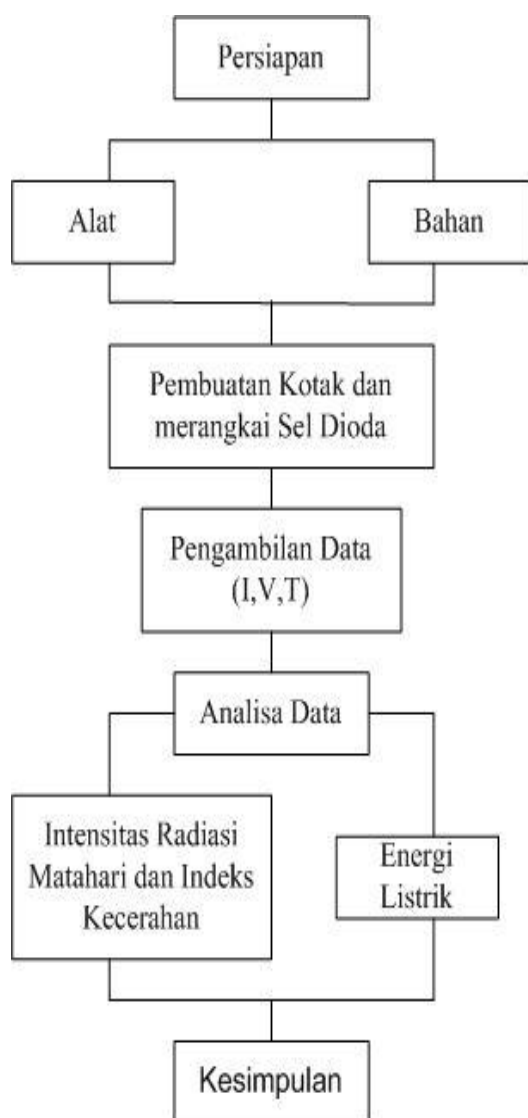 Persiapan
Alat
Bahan
Pembuatan Kotak dan
merangkai Sel Dioda
Pengambilan Data
(I,V,T)
Analisa Data
Intensitas Radiasi
Matahari dan Indeks
Kecerahan
Energi
Listrik
Kesimpulan